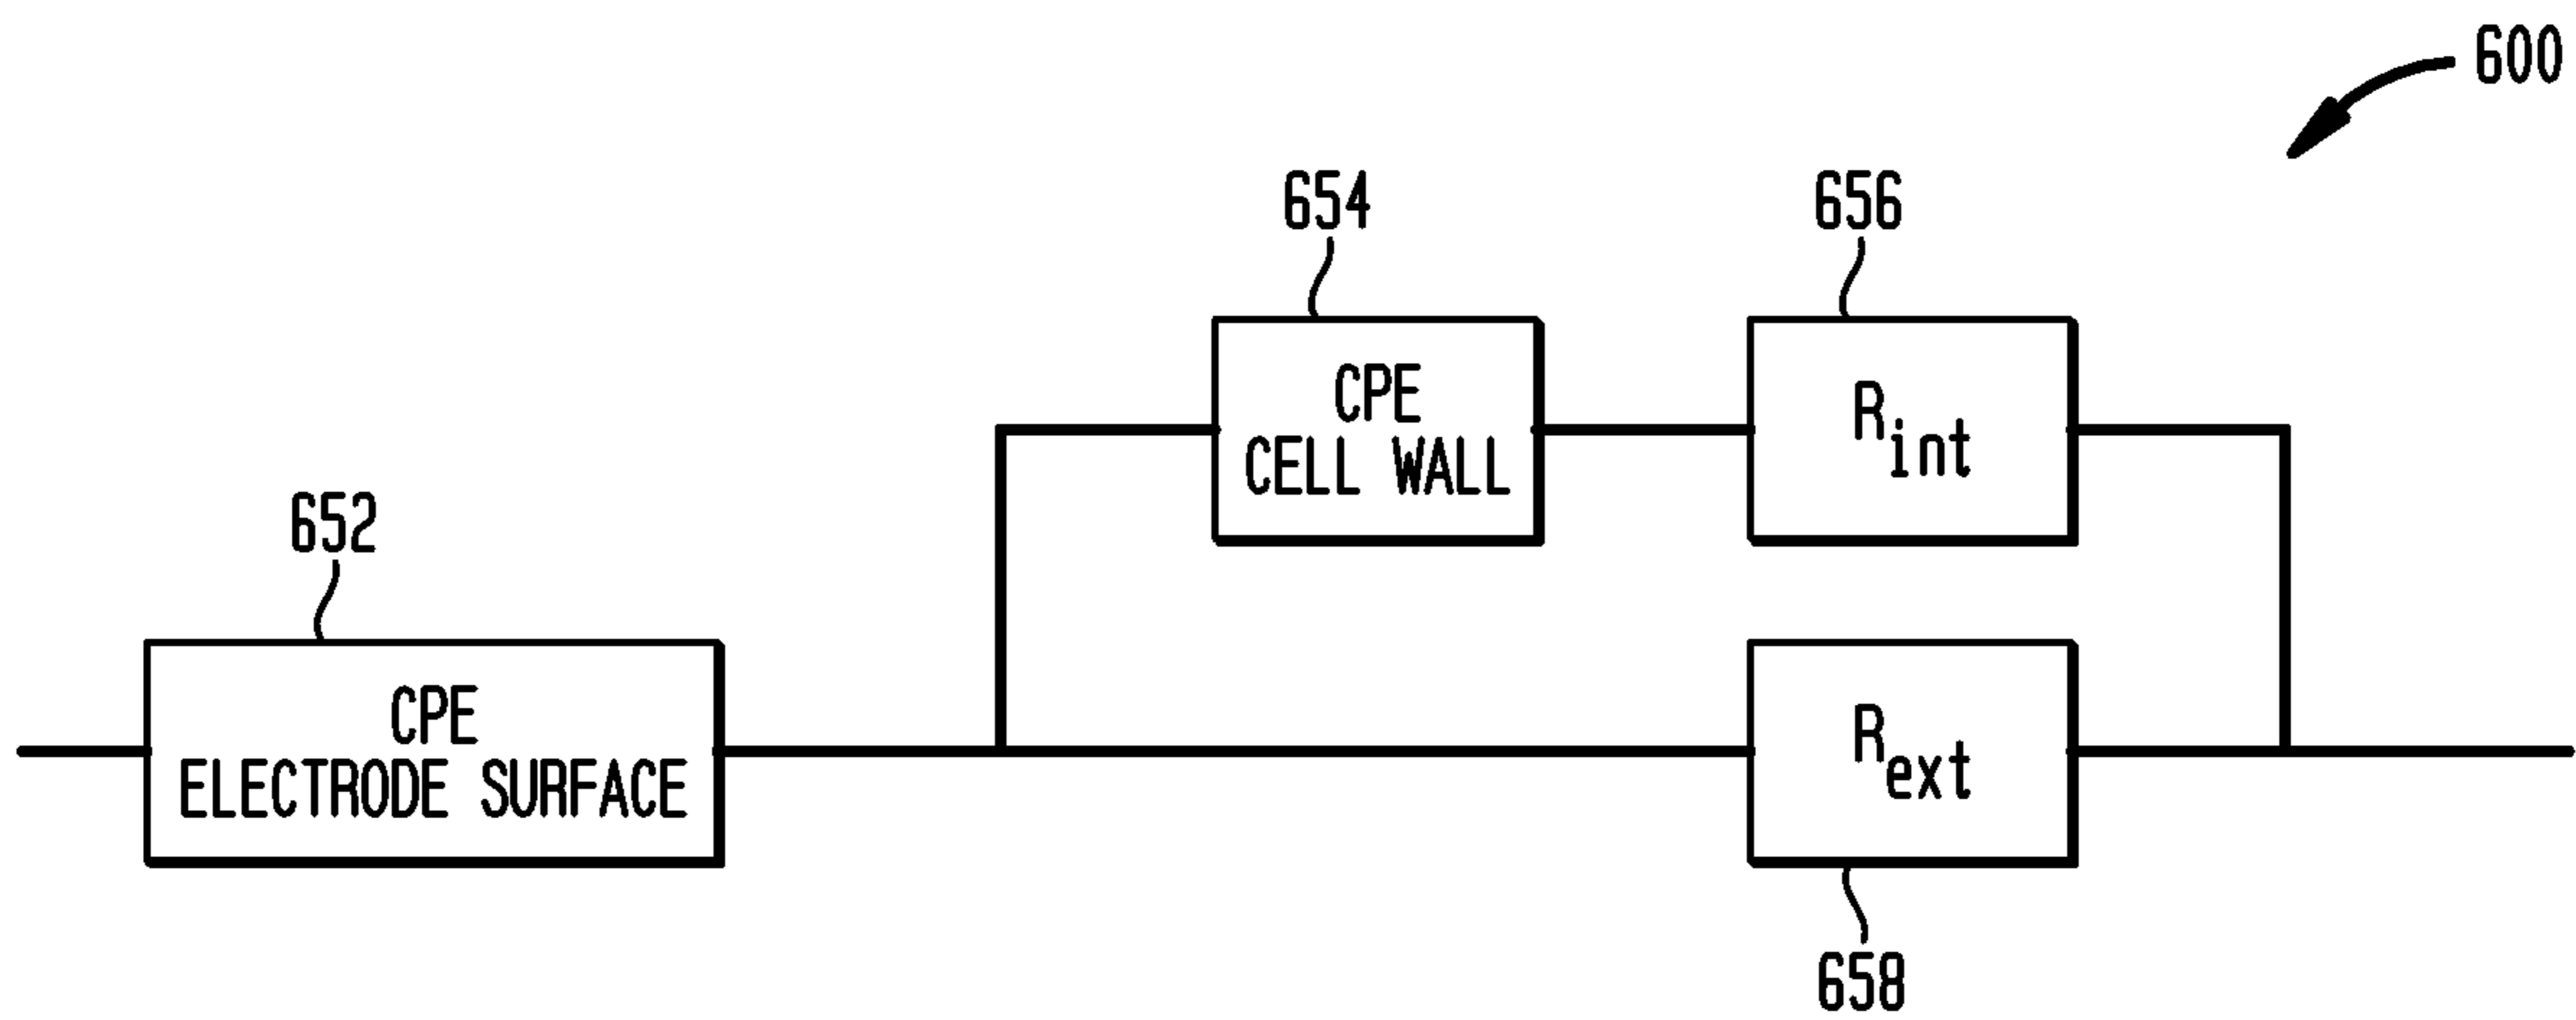 600
654
656
CPE
CELL WALL
Rint
652
CPE
ELECTRODE SURFACE
Rext
658